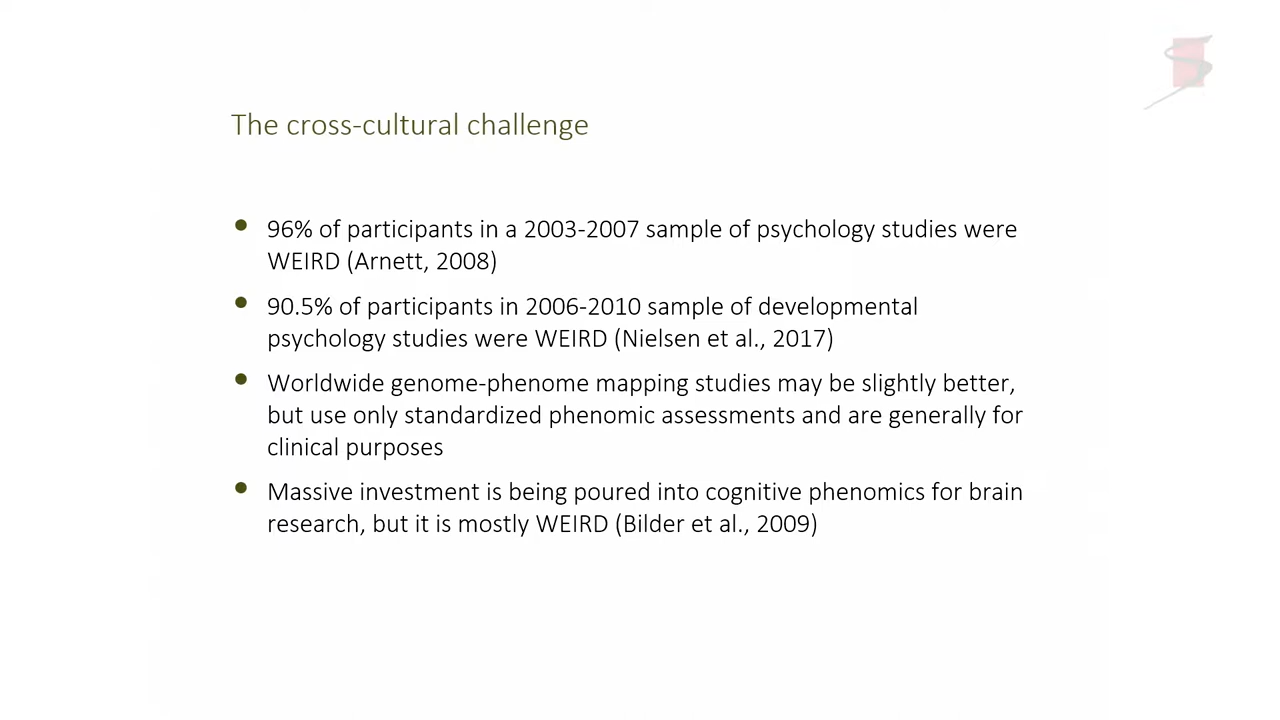 The cross-cultural challenge
• 96% of participants in a 2003-2007 sample of psychology studies were
WEIRD (Arnett, 2008)
• 90.5% of participants in 2006-2010 sample of developmental
psychology studies were WEIRD (Nielsen et al., 2017)
• Worldwide genome-phenome mapping studies may be slightly better,
but use only standardized phenomic assessments and are generally for
clinical purposes
• Massive investment is being poured into cognitive phenomics for brain
research, but it is mostly WEIRD (Bilder et al., 2009)